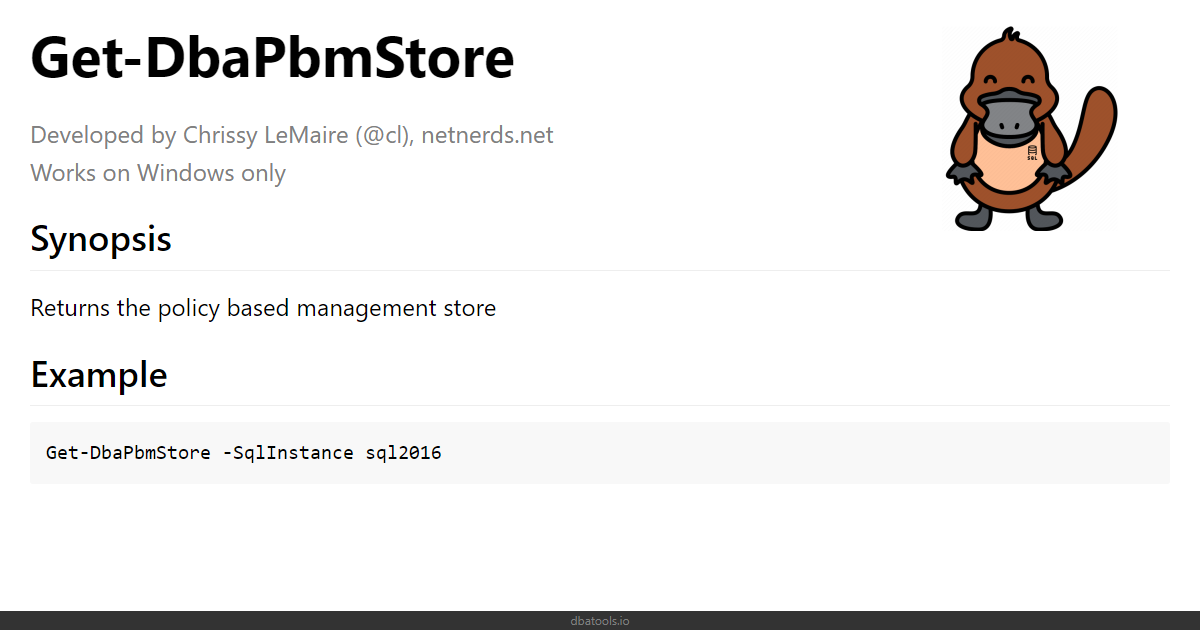 Get-DbaPbmStore
Developed by Chrissy LeMaire (@cl), netnerds.net
Works on Windows only
SQL
Synopsis
Returns the policy based management store
Example
Get-DbaPbmStore -SqlInstance sql2016
dbatools.io